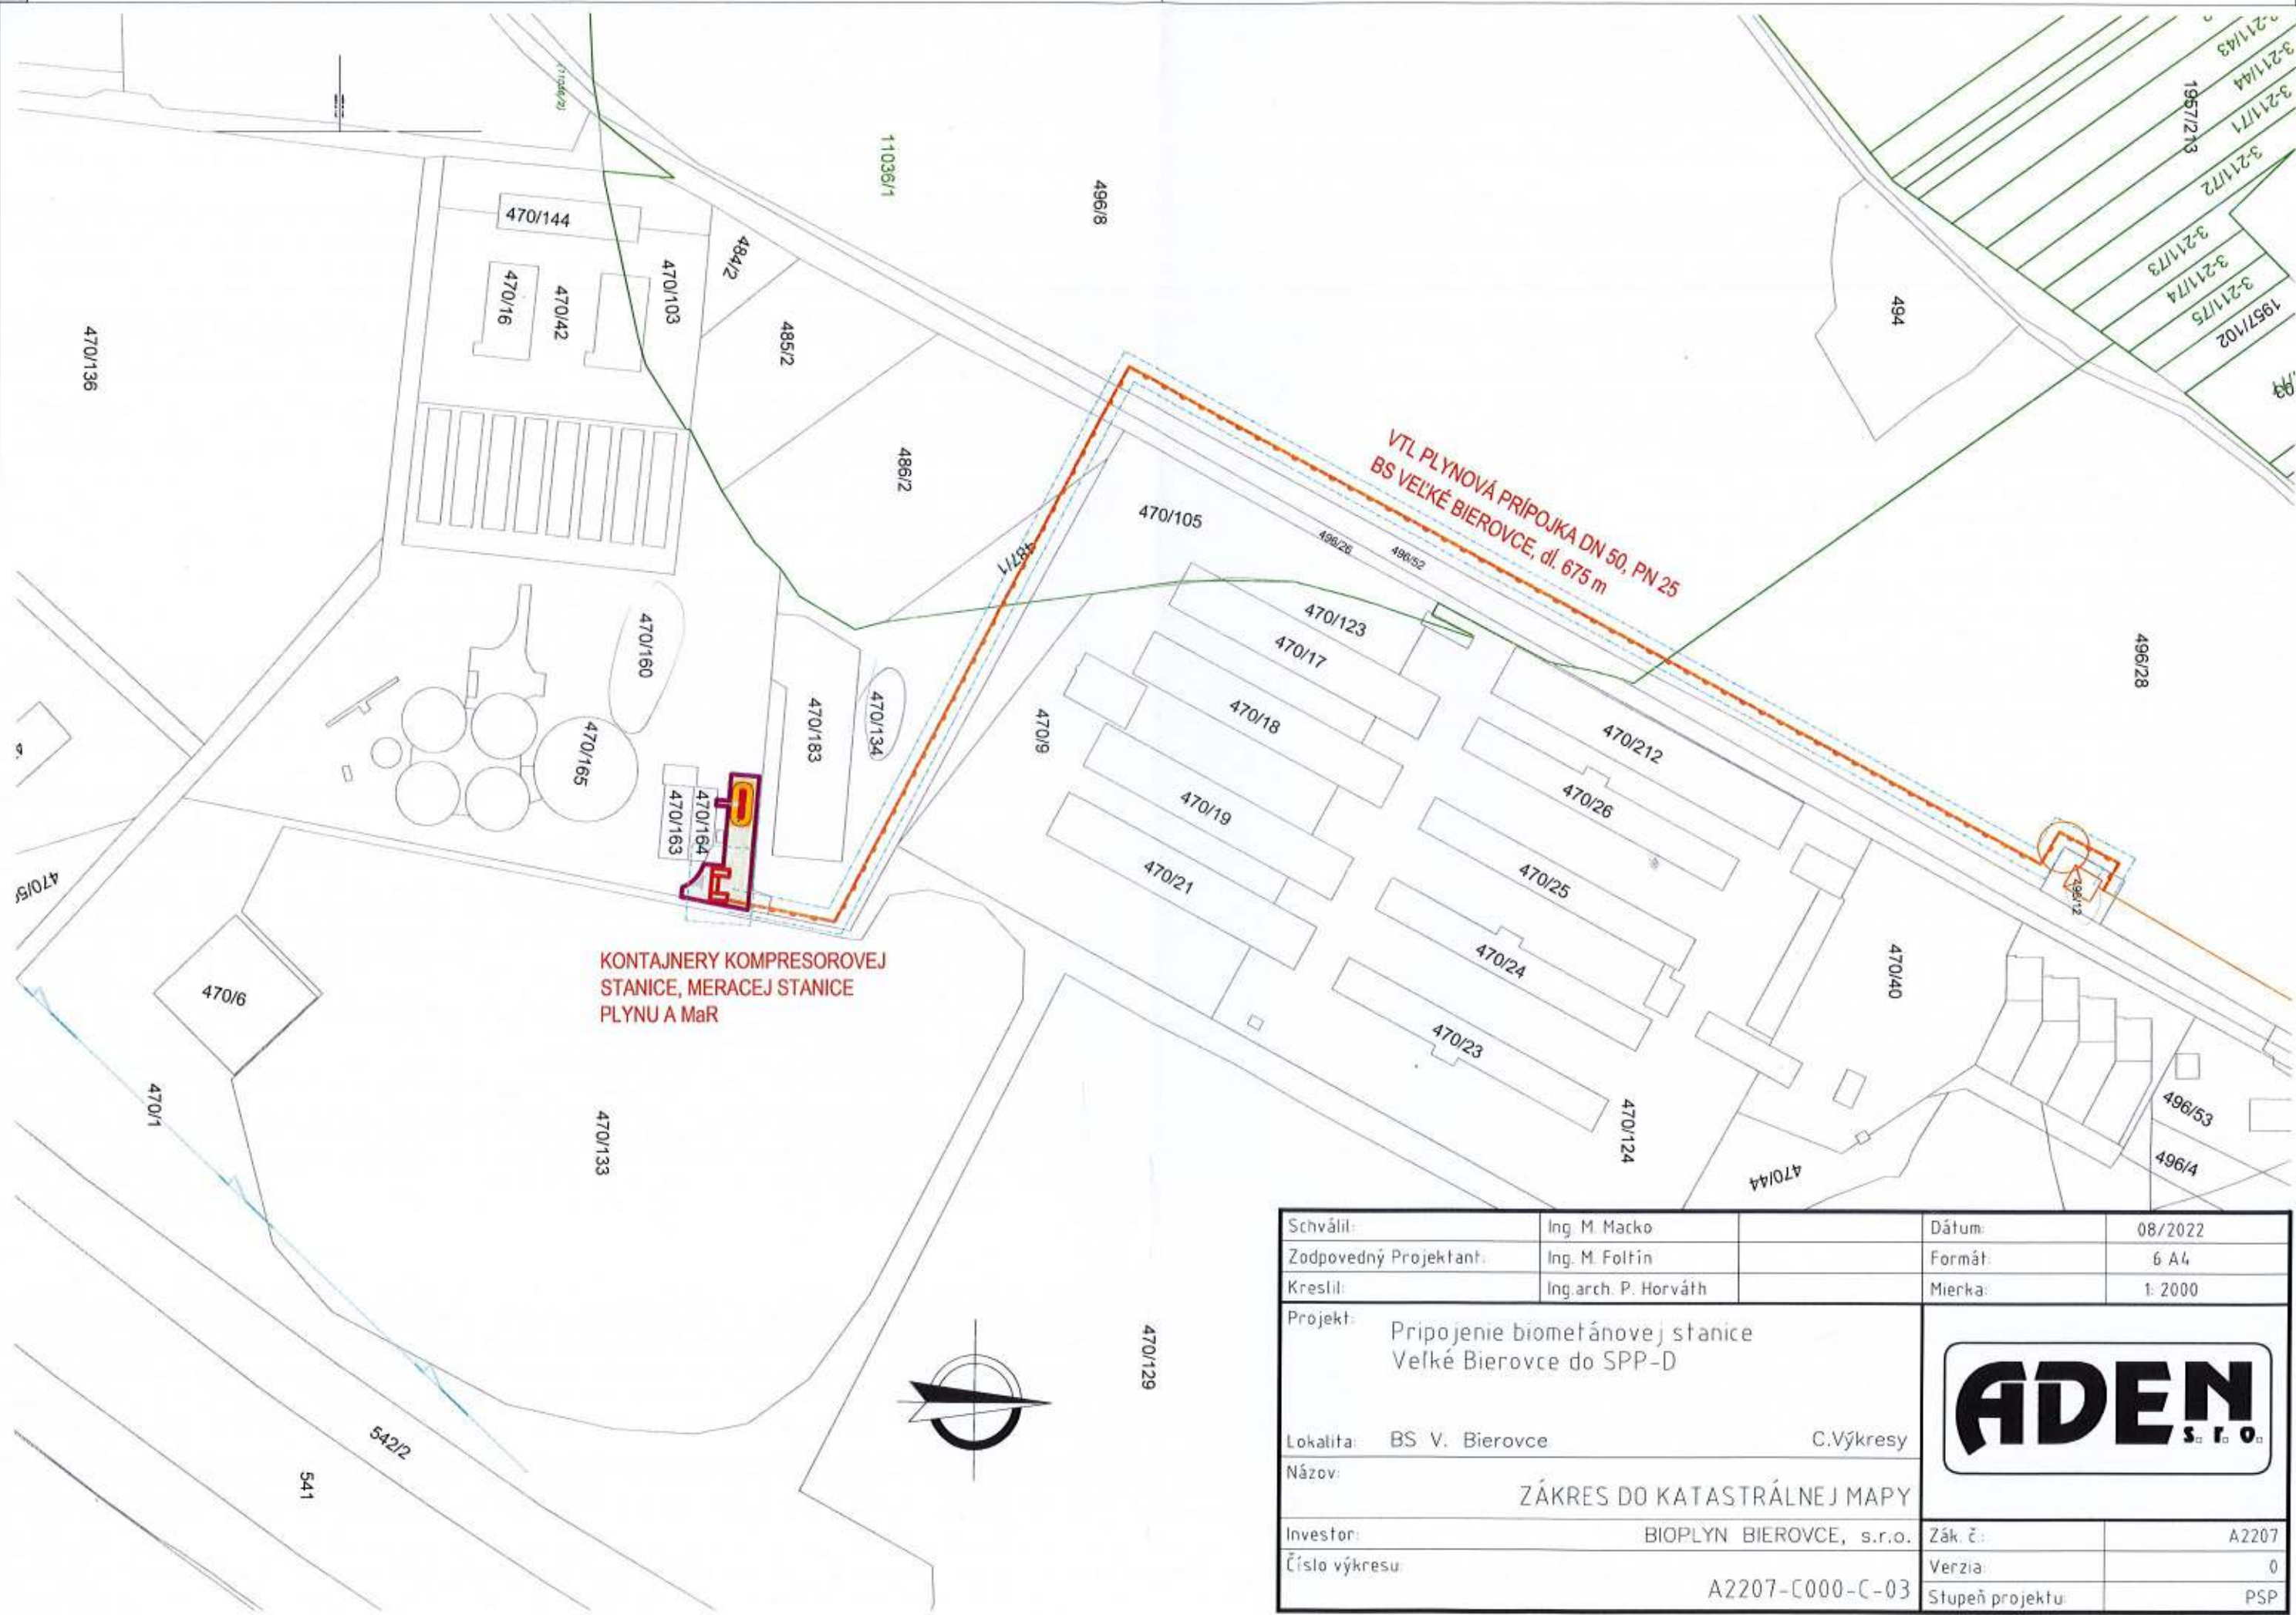 3-211/43
3-211/44
3-211/71
3-211/72
3-211/73
3-211/74
3-211/75
1957/213
1957/102
(11036/2)
11036/1
496/8
494
470/144
484/2
470/103
470/16
470/42
485/2
470/136
486/2
487/1
470/105
496/26
496/52
VTL PLYNOVÁ PRÍPOJKA DN 50, PN 25
BS VEĽKÉ BIEROVCE, dl. 675 m
496/28
470/123
470/17
470/160
470/134
470/183
470/9
470/18
470/212
470/165
470/26
470/19
470/163
470/164
470/21
470/25
496/12
470/24
470/40
KONTAJNERY KOMPRESOROVEJ
STANICE, MERACEJ STANICE
PLYNU A MaR
470/6
470/23
470/1
470/133
470/124
470/44
496/53
496/4
470/129
542/2
541
Schválil: Ing. M. Macko Dátum: 08/2022
Zodpovedný Projektant: Ing. M. Foltín Formát: 6 A4
Kreslil: Ing.arch. P. Horváth Mierka: 1: 2000
Projekt: Pripojenie biometánovej stanice
Veľké Bierovce do SPP-D
Lokalita: BS V. Bierovce C.Výkresy
ADEN
s. r. o.
Názov:
ZÁKRES DO KATASTRÁLNEJ MAPY
Investor: BIOPLYN BIEROVCE, s.r.o. Zák. č.: A2207
Číslo výkresu: A2207-C000-C-03
Verzia: 0
Stupeň projektu: PSP